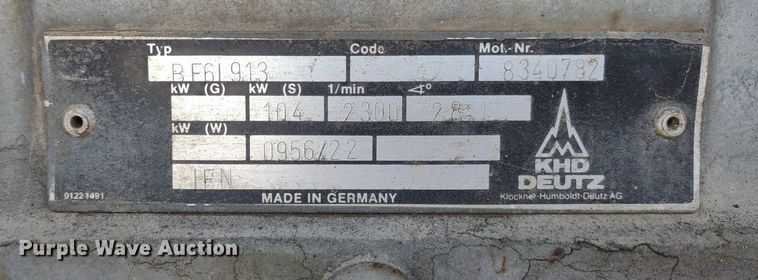 Typ Code Mot.-Nr.
BF6L913 8340782
kW (G) kW (S) 1/min ∢°
104 2300
kW (W)
0956/22
KHD
DEUTZ
MADE IN GERMANY
Klöckner-Humboldt-Deutz AG
01221491
Purple Wave Auction